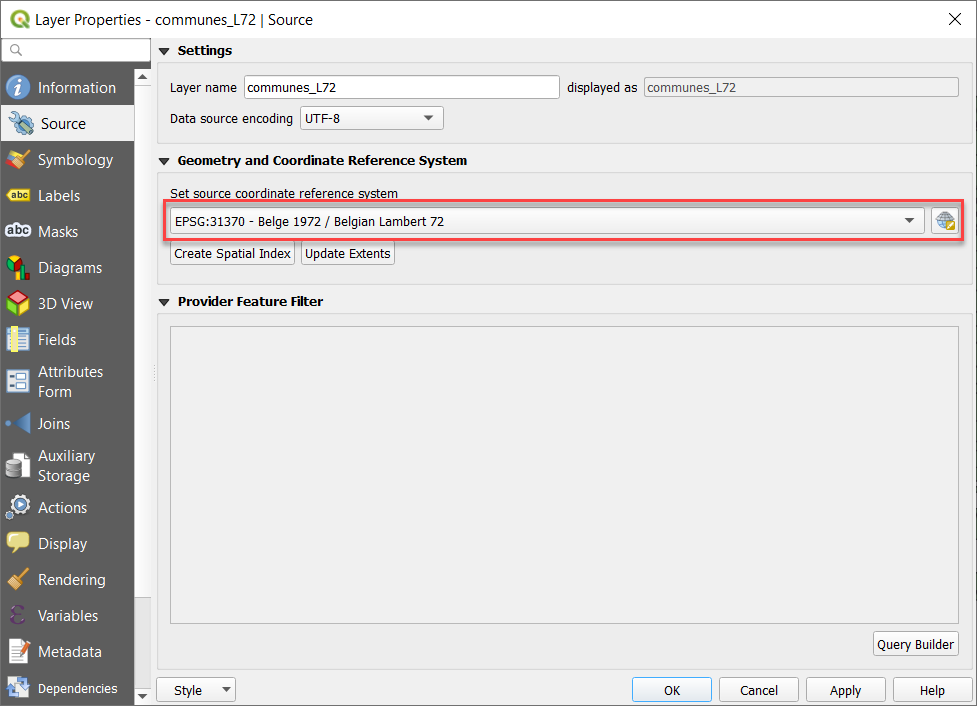 Layer Properties - communes_L72 | Source
Information
Source
Symbology
abc Labels
abc Masks
Diagrams
3D View
Fields
Attributes
Form
Joins
Auxiliary
Storage
Actions
Display
Rendering
Variables
Metadata
Dependencies
Settings
Layer name communes_L72 displayed as communes_L72
Data source encoding UTF-8
Geometry and Coordinate Reference System
Set source coordinate reference system
EPSG:31370 - Belge 1972 / Belgian Lambert 72
Create Spatial Index Update Extents
Provider Feature Filter
Query Builder
Style OK Cancel Apply Help